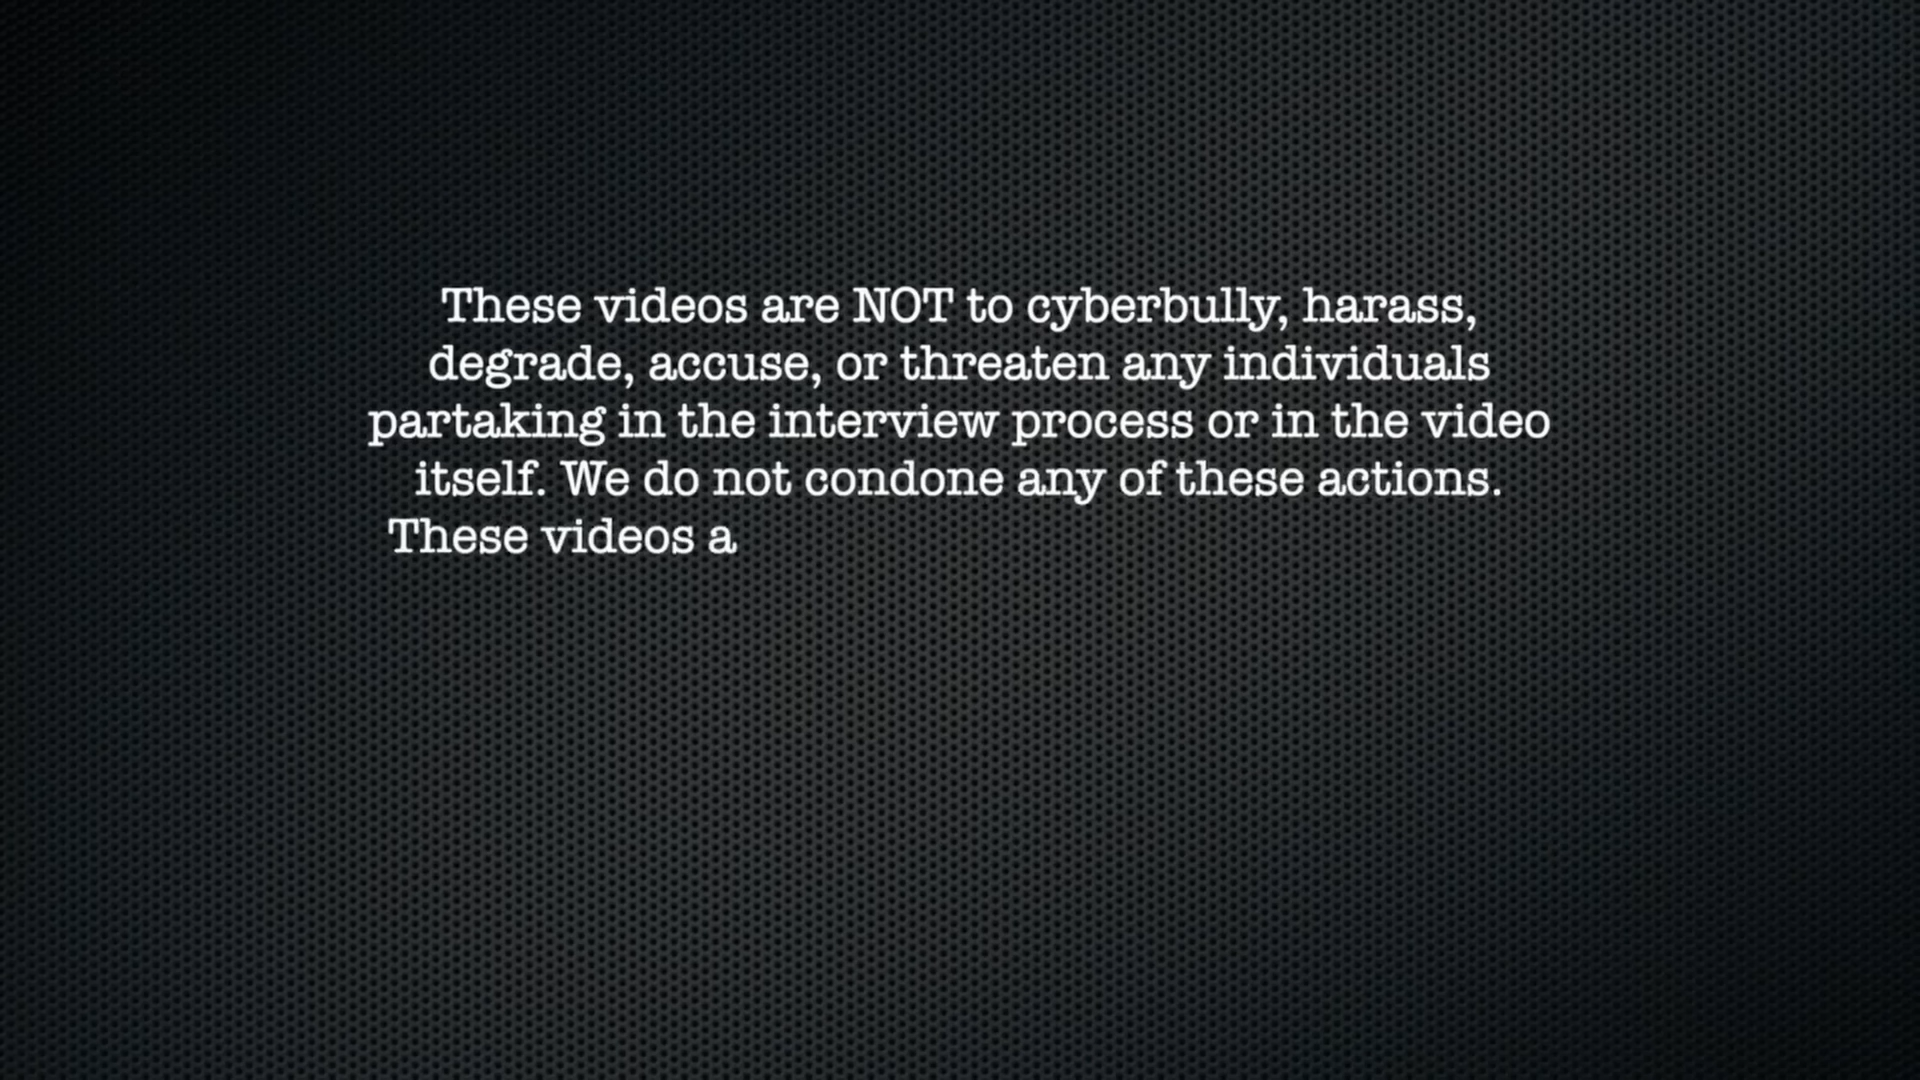 These videos are NOT to cyberbully, harass,
degrade, accuse, or threaten any individuals
partaking in the interview process or in the video
itself. We do not condone any of these actions.
These videos a